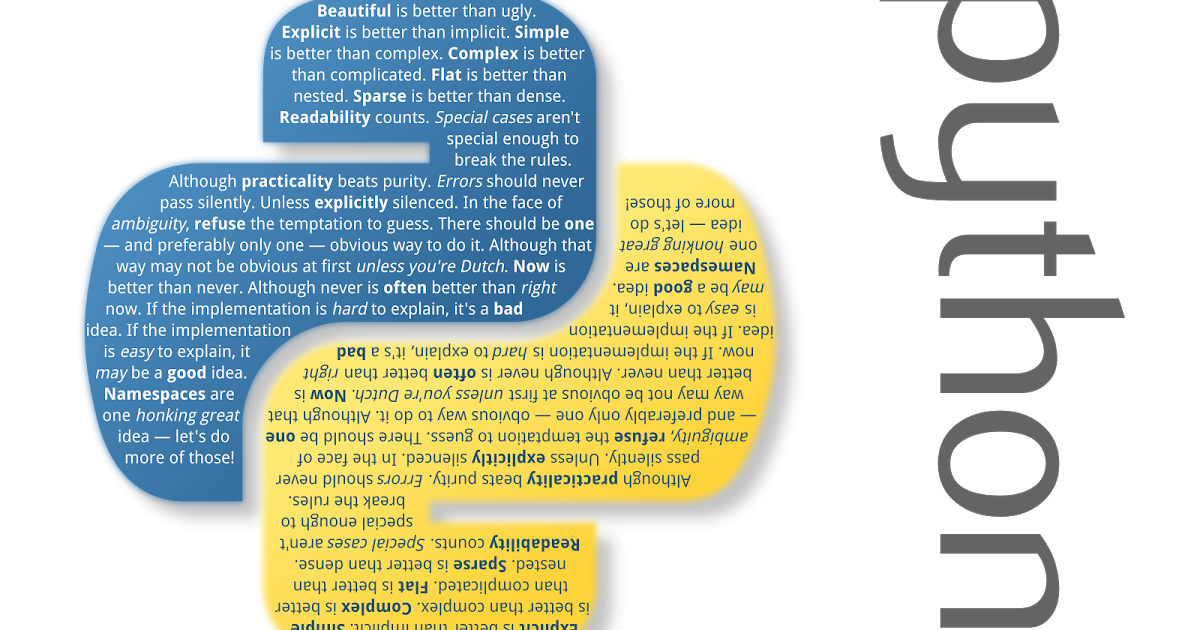 Beautiful is better than ugly.
Explicit is better than implicit. Simple
is better than complex. Complex is better
than complicated. Flat is better than
nested. Sparse is better than dense.
Readability counts. Special cases aren't
special enough to
break the rules.
Although practicality beats purity. Errors should never
pass silently. Unless explicitly silenced. In the face of
ambiguity, refuse the temptation to guess. There should be one
— and preferably only one — obvious way to do it. Although that
way may not be obvious at first unless you're Dutch. Now is
better than never. Although never is often better than right
now. If the implementation is hard to explain, it's a bad
idea. If the implementation
is easy to explain, it
may be a good idea.
Namespaces are
one honking great
idea — let's do
more of those!
Explicit is better than implicit. Simple
is better than complex. Complex is better
than complicated. Flat is better than
nested. Sparse is better than dense.
Readability counts. Special cases aren't
special enough to
break the rules.
Although practicality beats purity. Errors should never
pass silently. Unless explicitly silenced. In the face of
ambiguity, refuse the temptation to guess. There should be one
— and preferably only one — obvious way to do it. Although that
way may not be obvious at first unless you're Dutch. Now is
better than never. Although never is often better than right
now. If the implementation is hard to explain, it's a bad
idea. If the implementation
is easy to explain, it
may be a good idea.
Namespaces are
one honking great
idea — let's do
more of those!
python